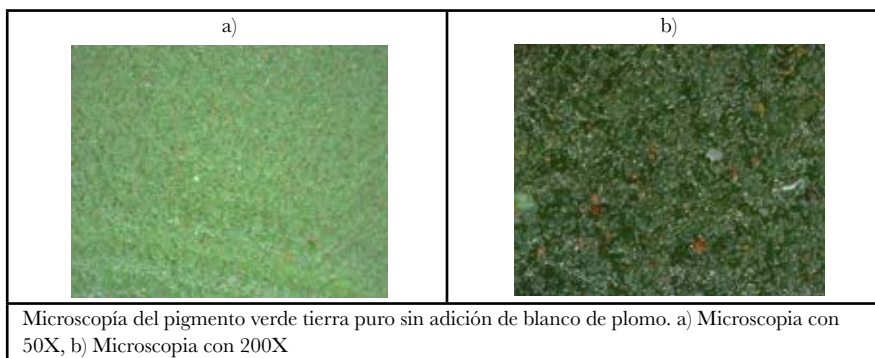 a)
b)
Microscopía del pigmento verde tierra puro sin adición de blanco de plomo. a) Microscopia con
50X, b) Microscopia con 200X